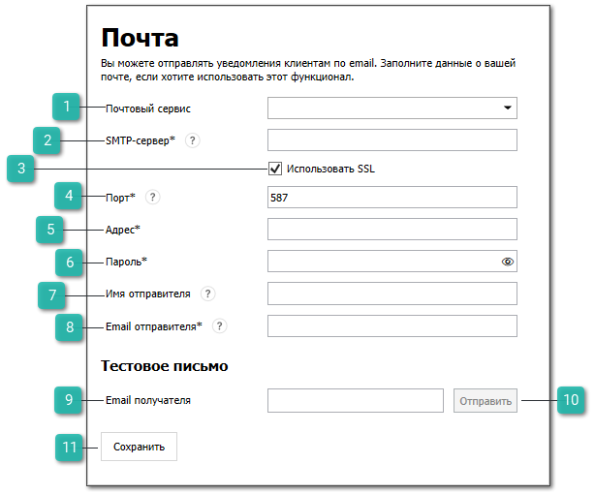 Почта
Вы можете отправлять уведомления клиентам по email. Заполните данные о вашей
почте, если хотите использовать этот функционал.
1 Почтовый сервис
2 SMTP-сервер* ?
3 Использовать SSL
4 Порт* ? 587
5 Адрес*
6 Пароль*
7 Имя отправителя ?
8 Email отправителя* ?
Тестовое письмо
9 Email получателя Отправить 10
11 Сохранить